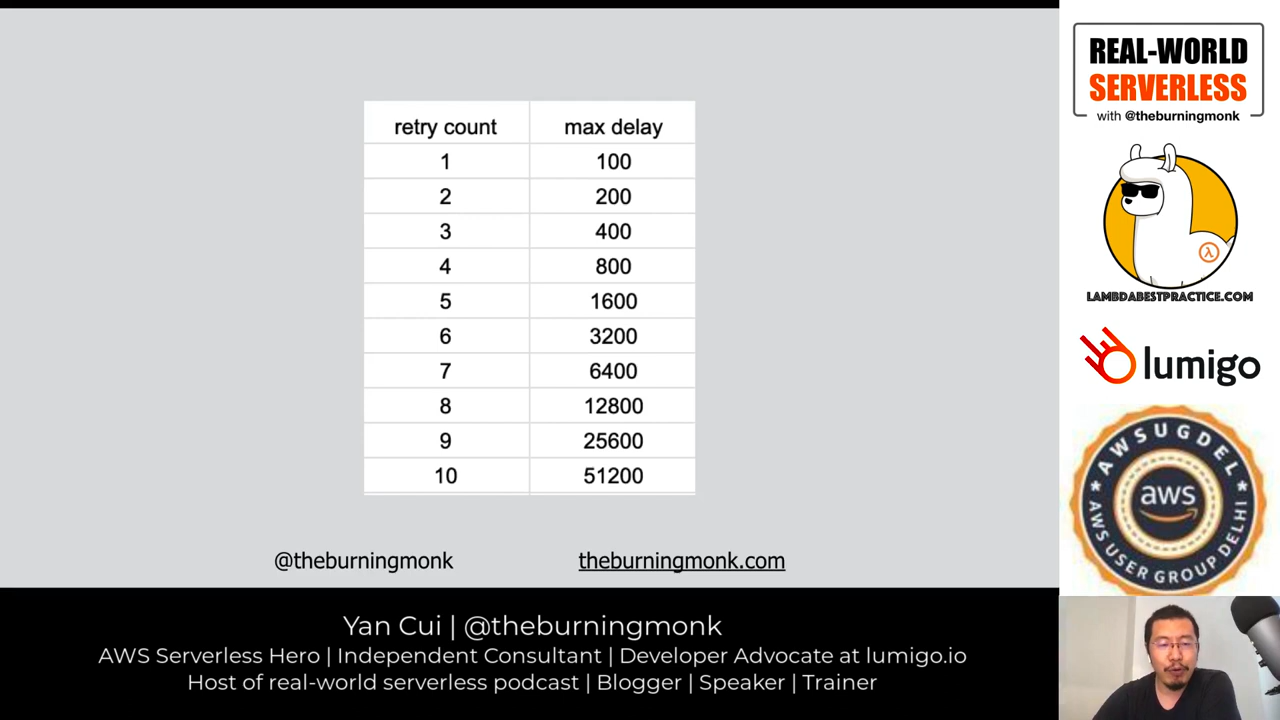 retry count max delay
1 100
2 200
3 400
4 800
5 1600
6 3200
7 6400
8 12800
9 25600
10 51200
@theburningmonk theburningmonk.com
Yan Cui | @theburningmonk
AWS Serverless Hero | Independent Consultant | Developer Advocate at lumigo.io
Host of real-world serverless podcast | Blogger | Speaker | Trainer
REAL-WORLD
SERVERLESS
with @theburningmonk
λ
LAMBDABESTPRACTICE.COM
lumigo
* AWSUGDEL *
aws
AWS USER GROUP DELHI